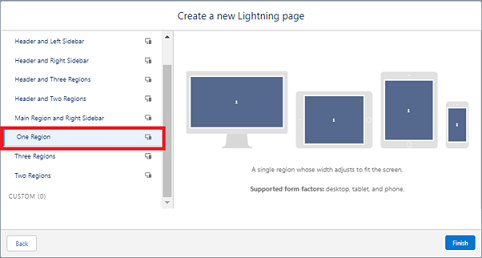 Create a new Lightning page
Header and Left Sidebar
Header and Right Sidebar
Header and Three Regions
Header and Two Regions
Main Region and Right Sidebar
One Region
Three Regions
Two Regions
CUSTOM (0)
A single region whose width adjusts to fit the screen.
Supported form factors: desktop, tablet, and phone.
Back
Finish